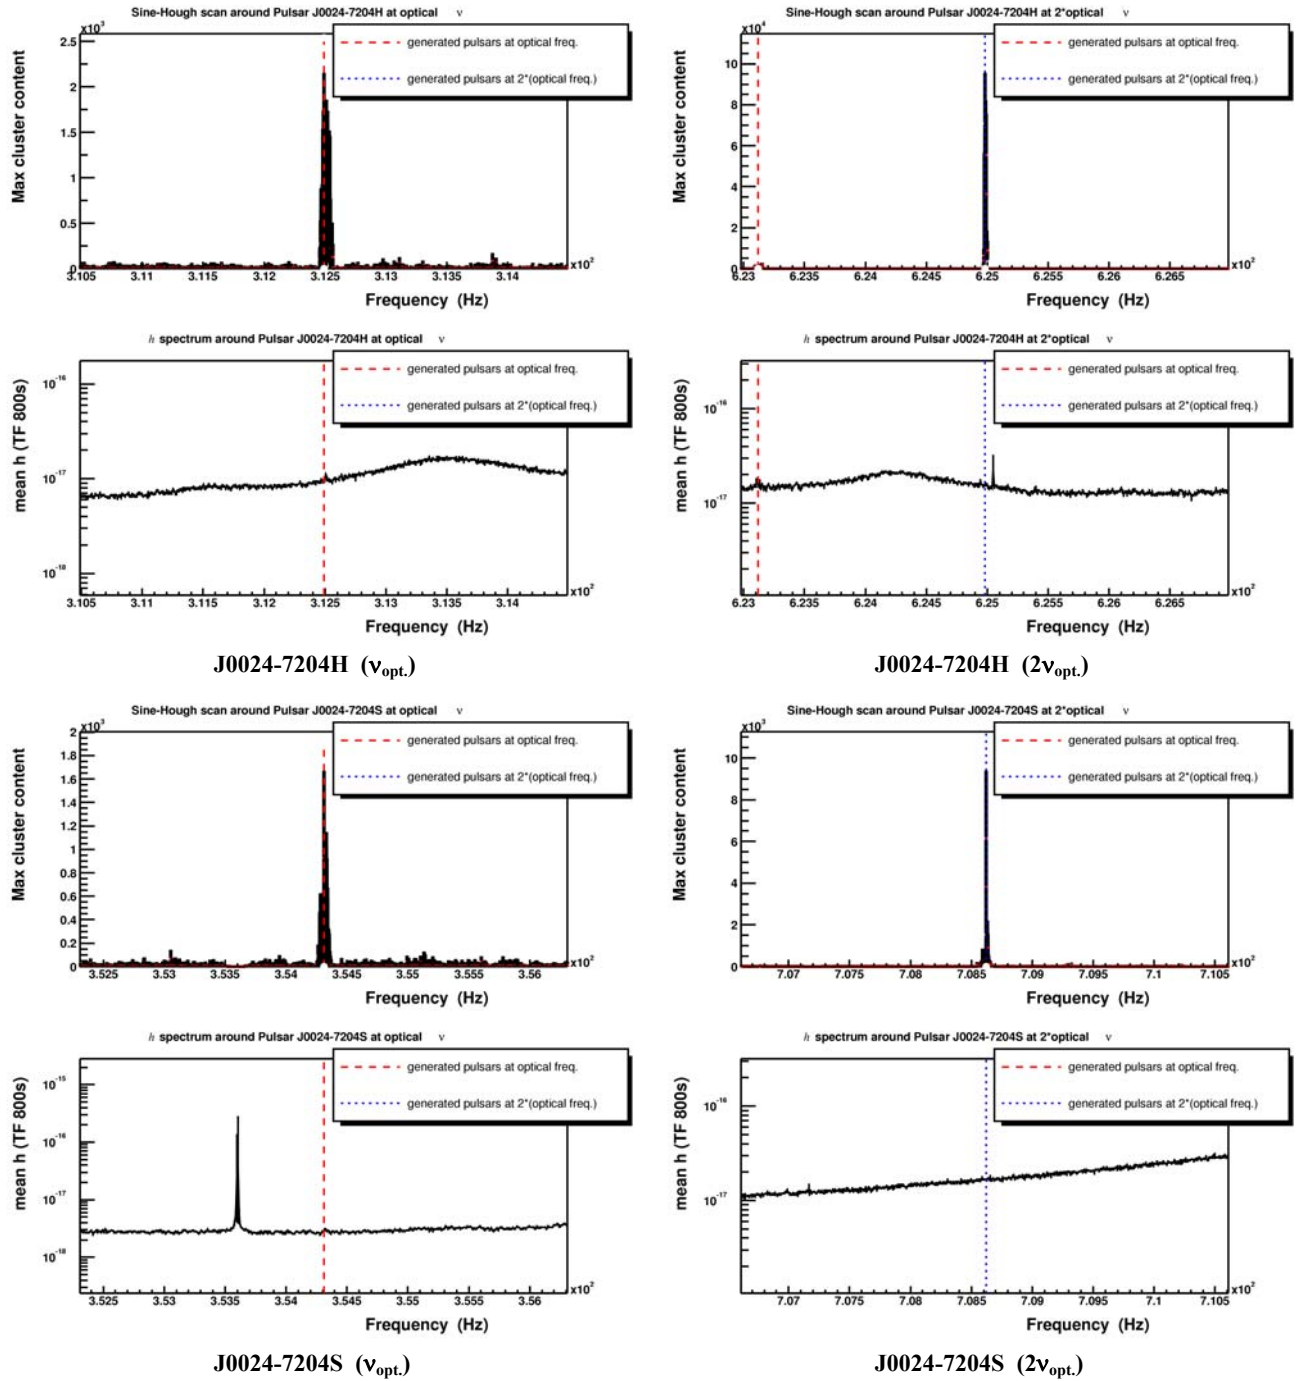 Sine-Hough scan around Pulsar J0024-7204H at optical ν
x10³
generated pulsars at optical freq.
generated pulsars at 2*(optical freq.)
Max cluster content
2.5
2
1.5
1
0.5
0
3.105 3.11 3.115 3.12 3.125 3.13 3.135 3.14
x10²
Frequency (Hz)
Sine-Hough scan around Pulsar J0024-7204H at 2*optical ν
x10⁴
generated pulsars at optical freq.
generated pulsars at 2*(optical freq.)
Max cluster content
10
8
6
4
2
0
6.23 6.235 6.24 6.245 6.25 6.255 6.26 6.265
x10²
Frequency (Hz)
h spectrum around Pulsar J0024-7204H at optical ν
generated pulsars at optical freq.
generated pulsars at 2*(optical freq.)
mean h (TF 800s)
10⁻¹⁶
10⁻¹⁷
10⁻¹⁸
3.105 3.11 3.115 3.12 3.125 3.13 3.135 3.14
x10²
Frequency (Hz)
h spectrum around Pulsar J0024-7204H at 2*optical ν
generated pulsars at optical freq.
generated pulsars at 2*(optical freq.)
mean h (TF 800s)
10⁻¹⁶
10⁻¹⁷
6.23 6.235 6.24 6.245 6.25 6.255 6.26 6.265
x10²
Frequency (Hz)
J0024-7204H (νopt.)
J0024-7204H (2νopt.)
Sine-Hough scan around Pulsar J0024-7204S at optical ν
x10³
generated pulsars at optical freq.
generated pulsars at 2*(optical freq.)
Max cluster content
2
1.8
1.6
1.4
1.2
1
0.8
0.6
0.4
0.2
0
3.525 3.53 3.535 3.54 3.545 3.55 3.555 3.56
x10²
Frequency (Hz)
Sine-Hough scan around Pulsar J0024-7204S at 2*optical ν
x10³
generated pulsars at optical freq.
generated pulsars at 2*(optical freq.)
Max cluster content
10
8
6
4
2
0
7.07 7.075 7.08 7.085 7.09 7.095 7.1 7.105
x10²
Frequency (Hz)
h spectrum around Pulsar J0024-7204S at optical ν
generated pulsars at optical freq.
generated pulsars at 2*(optical freq.)
mean h (TF 800s)
10⁻¹⁵
10⁻¹⁶
10⁻¹⁷
10⁻¹⁸
3.525 3.53 3.535 3.54 3.545 3.55 3.555 3.56
x10²
Frequency (Hz)
h spectrum around Pulsar J0024-7204S at 2*optical ν
generated pulsars at optical freq.
generated pulsars at 2*(optical freq.)
mean h (TF 800s)
10⁻¹⁶
10⁻¹⁷
7.07 7.075 7.08 7.085 7.09 7.095 7.1 7.105
x10²
Frequency (Hz)
J0024-7204S (νopt.)
J0024-7204S (2νopt.)